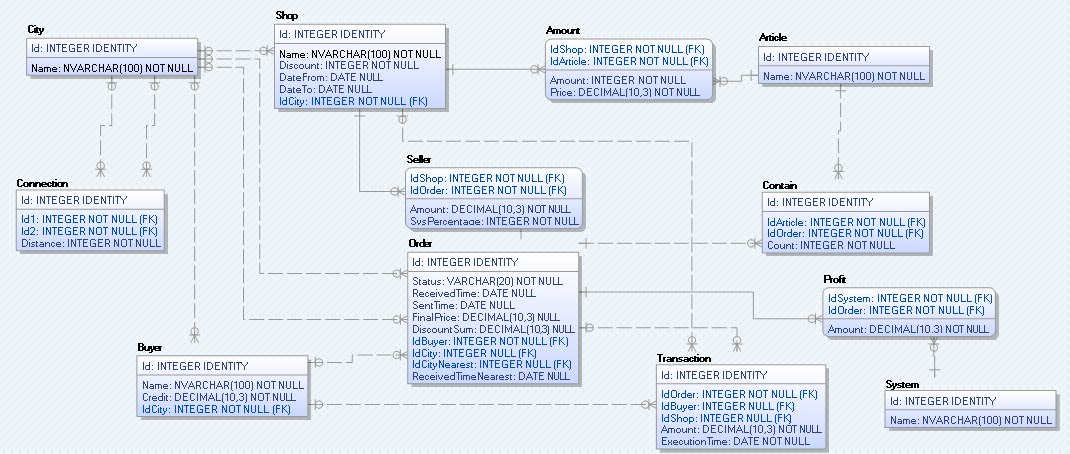 City
Id: INTEGER IDENTITY
Name: NVARCHAR(100) NOT NULL
Shop
Id: INTEGER IDENTITY
Name: NVARCHAR(100) NOT NULL
Discount: INTEGER NOT NULL
DateFrom: DATE NULL
DateTo: DATE NULL
IdCity: INTEGER NOT NULL (FK)
Amount
IdShop: INTEGER NOT NULL (FK)
IdArticle: INTEGER NOT NULL (FK)
Amount: INTEGER NOT NULL
Price: DECIMAL(10,3) NOT NULL
Article
Id: INTEGER IDENTITY
Name: NVARCHAR(100) NOT NULL
Connection
Id: INTEGER IDENTITY
Id1: INTEGER NOT NULL (FK)
Id2: INTEGER NOT NULL (FK)
Distance: INTEGER NOT NULL
Seller
IdShop: INTEGER NOT NULL (FK)
IdOrder: INTEGER NOT NULL (FK)
Amount: DECIMAL(10,3) NOT NULL
SysPercentage: INTEGER NOT NULL
Contain
Id: INTEGER IDENTITY
IdArticle: INTEGER NOT NULL (FK)
IdOrder: INTEGER NOT NULL (FK)
Count: INTEGER NOT NULL
Order
Id: INTEGER IDENTITY
Status: VARCHAR(20) NOT NULL
ReceivedTime: DATE NULL
SentTime: DATE NULL
FinalPrice: DECIMAL(10,3) NULL
DiscountSum: DECIMAL(10,3) NULL
IdBuyer: INTEGER NOT NULL (FK)
IdCity: INTEGER NULL (FK)
IdCityNearest: INTEGER NULL (FK)
ReceivedTimeNearest: DATE NULL
Profit
IdSystem: INTEGER NOT NULL (FK)
IdOrder: INTEGER NOT NULL (FK)
Amount: DECIMAL(10,3) NOT NULL
Buyer
Id: INTEGER IDENTITY
Name: NVARCHAR(100) NOT NULL
Credit: DECIMAL(10,3) NOT NULL
IdCity: INTEGER NOT NULL (FK)
Transaction
Id: INTEGER IDENTITY
IdOrder: INTEGER NULL (FK)
IdBuyer: INTEGER NULL (FK)
IdShop: INTEGER NULL (FK)
Amount: DECIMAL(10,3) NOT NULL
ExecutionTime: DATE NOT NULL
System
Id: INTEGER IDENTITY
Name: NVARCHAR(100) NOT NULL